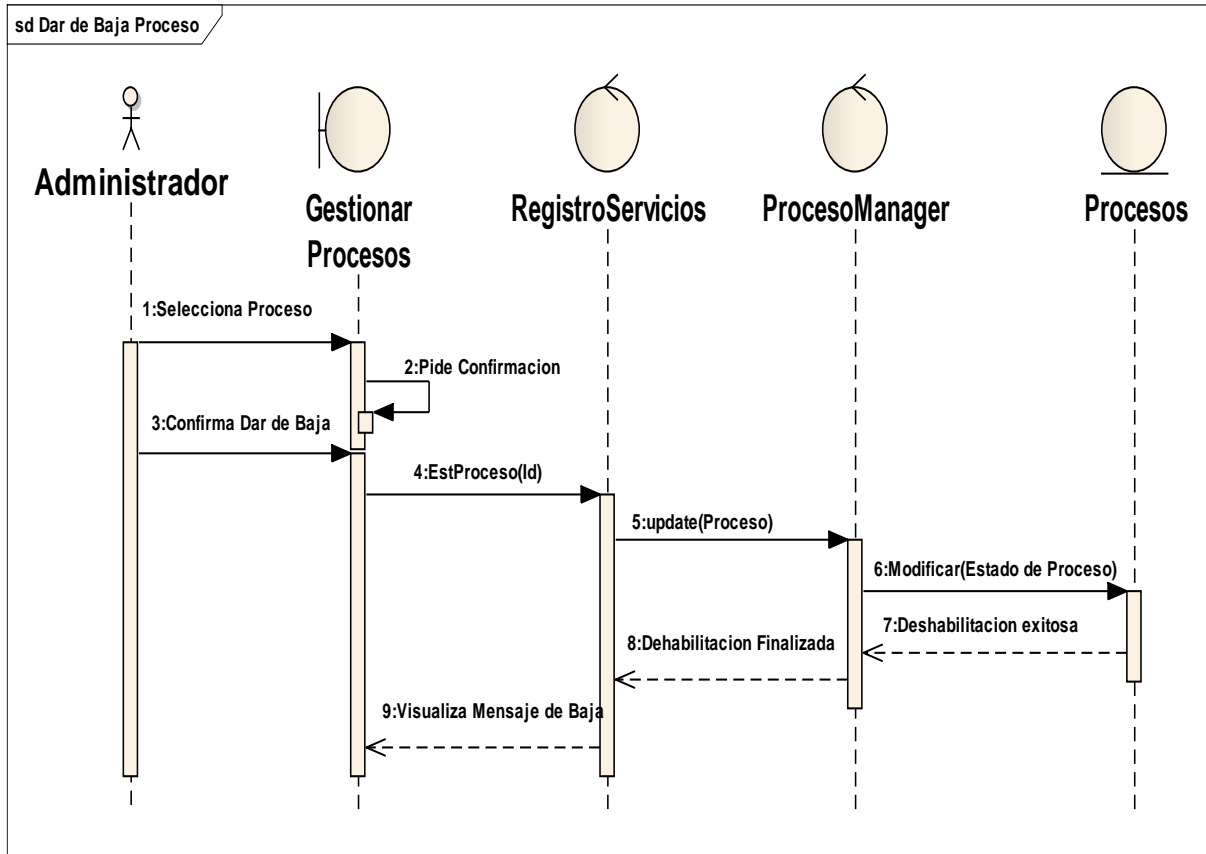 sd Dar de Baja Proceso
Administrador
Gestionar
Procesos
RegistroServicios
ProcesoManager
Procesos
1:Selecciona Proceso
2:Pide Confirmacion
3:Confirma Dar de Baja
4:EstProceso(Id)
5:update(Proceso)
6:Modificar(Estado de Proceso)
7:Deshabilitacion exitosa
8:Dehabilitacion Finalizada
9:Visualiza Mensaje de Baja